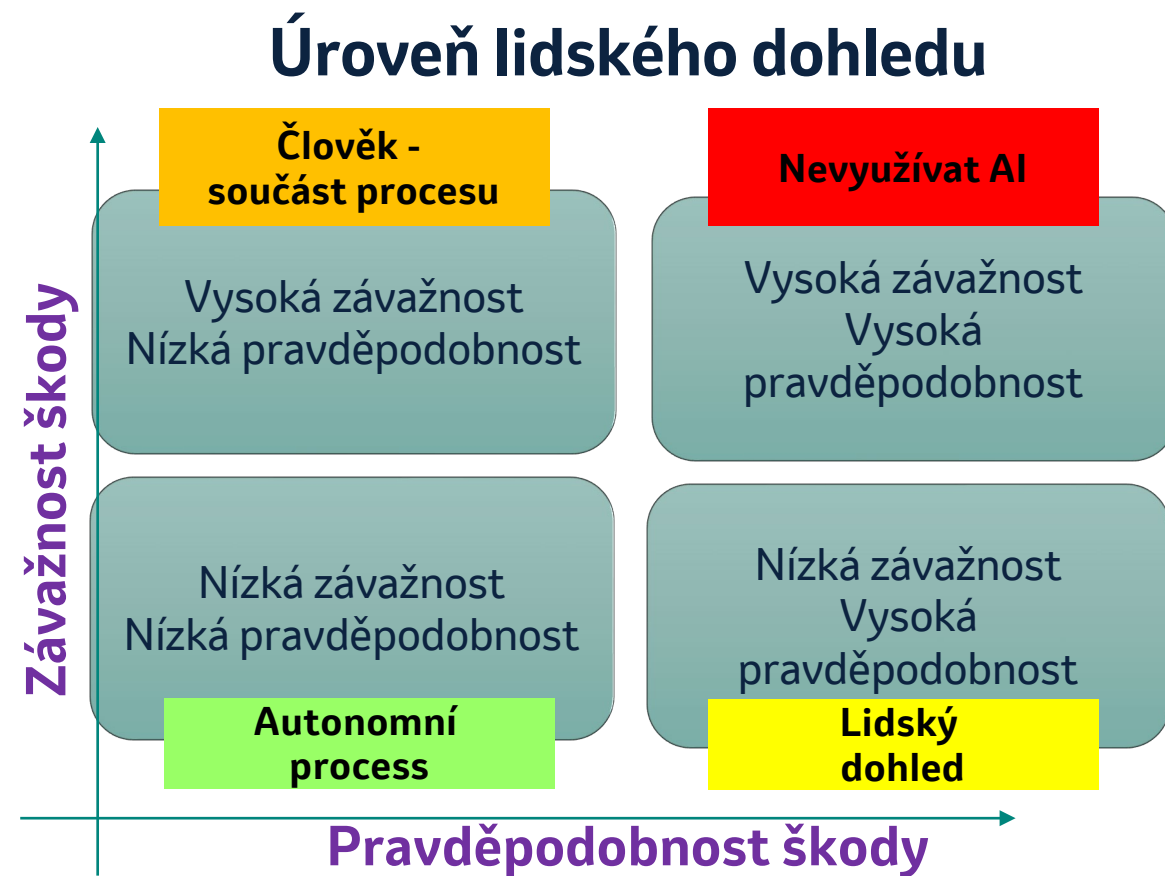 Úroveň lidského dohledu
Člověk -
součást procesu
Nevyužívat AI
Vysoká závažnost
Nízká pravděpodobnost
Vysoká závažnost
Vysoká
pravděpodobnost
Závažnost škody
Nízká závažnost
Nízká pravděpodobnost
Nízká závažnost
Vysoká
pravděpodobnost
Autonomní
process
Lidský
dohled
Pravděpodobnost škody